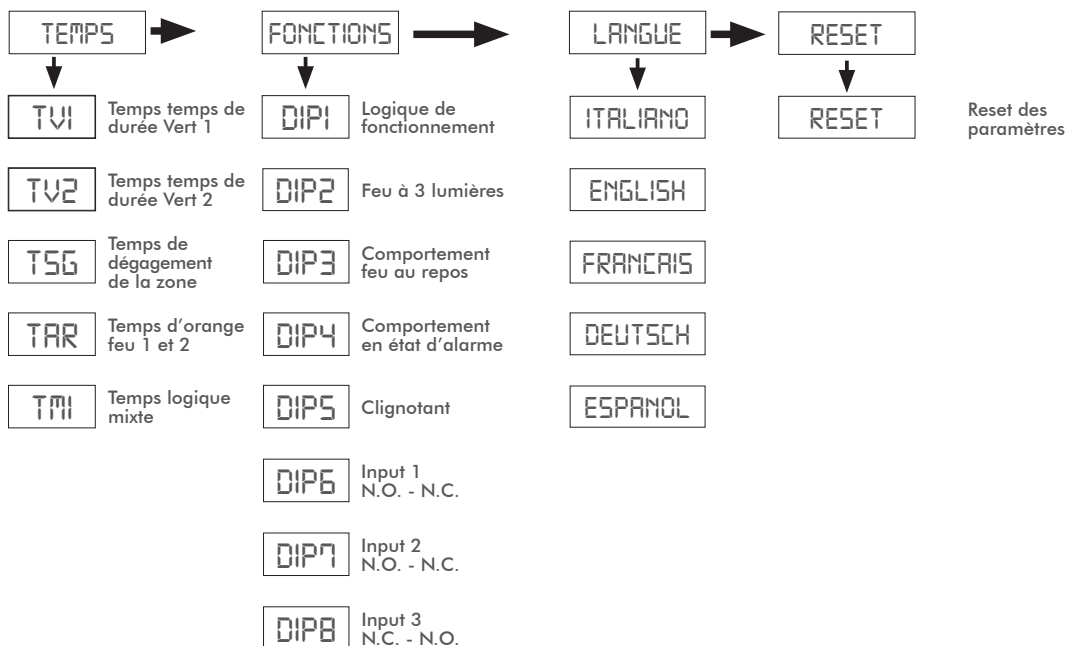 TEMPS
FONCTIONS
LANGUE
RESET
TV1
Temps temps de
durée Vert 1
TV2
Temps temps de
durée Vert 2
TSG
Temps de
dégagement
de la zone
TAR
Temps d’orange
feu 1 et 2
TM1
Temps logique
mixte
DIP1
Logique de
fonctionnement
DIP2
Feu à 3 lumières
DIP3
Comportement
feu au repos
DIP4
Comportement
en état d’alarme
DIP5
Clignotant
DIP6
Input 1
N.O. - N.C.
DIP7
Input 2
N.O. - N.C.
DIP8
Input 3
N.C. - N.O.
ITALIANO
ENGLISH
FRANCAIS
DEUTSCH
ESPANOL
RESET
Reset des
paramètres